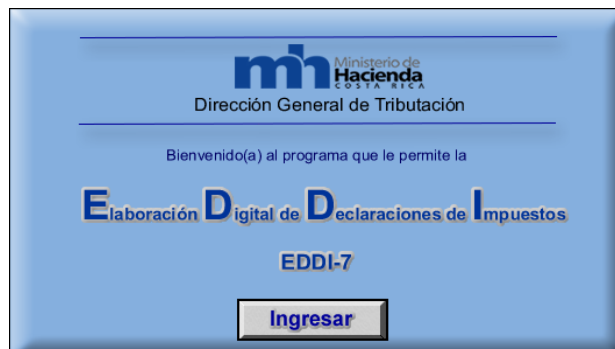 mh Ministerio de
Hacienda
COSTA RICA
Dirección General de Tributación
Bienvenido(a) al programa que le permite la
Elaboración Digital de Declaraciones de Impuestos
EDDI-7
Ingresar